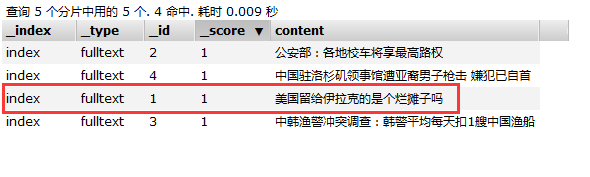 查询 5 个分片中用的 5 个. 4 命中. 耗时 0.009 秒
_index _type _id _score ▼ content
index fulltext 2 1 公安部：各地校车将享最高路权
index fulltext 4 1 中国驻洛杉矶领事馆遭亚裔男子枪击 嫌犯已自首
index fulltext 1 1 美国留给伊拉克的是个烂摊子吗
index fulltext 3 1 中韩渔警冲突调查：韩警平均每天扣1艘中国渔船